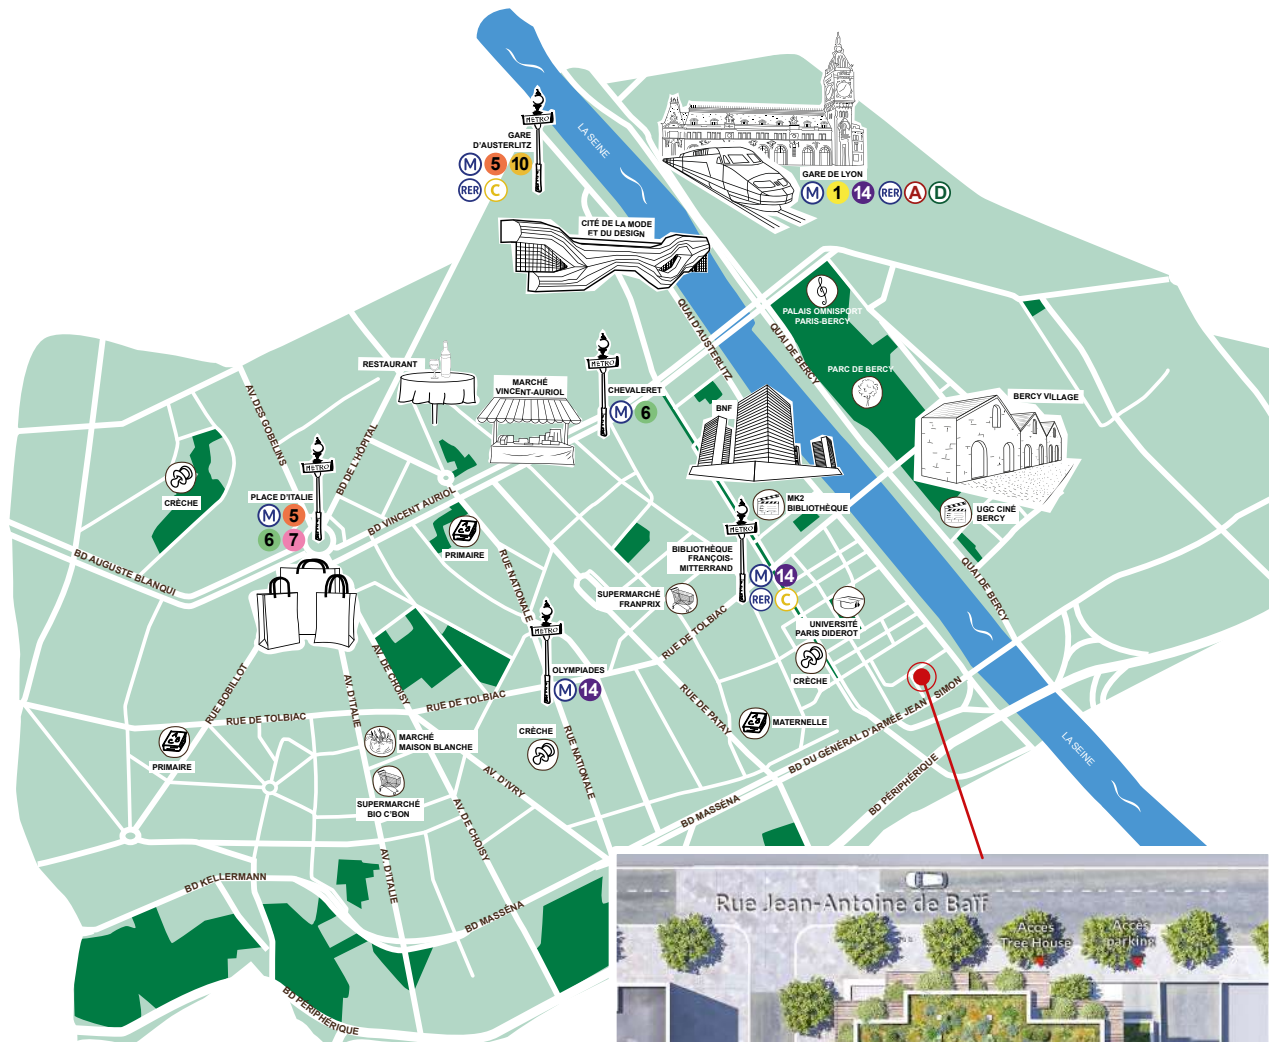 LA SEINE
METRO
GARE
D'AUSTERLITZ
M 5 10
RER C
GARE DE LYON
M 1 14 RER A D
CITÉ DE LA MODE
ET DU DESIGN
QUAI D'AUSTERLITZ
QUAI DE BERCY
PALAIS OMNISPORT
PARIS-BERCY
PARC DE BERCY
BERCY VILLAGE
RESTAURANT
MARCHÉ
VINCENT-AURIOL
METRO
CHEVALERET
M 6
BNF
AV. DES GOBELINS
BD DE L'HÔPITAL
METRO
PLACE D'ITALIE
M 5
6 7
CRÈCHE
BD VINCENT AURIOL
PRIMAIRE
MK2
BIBLIOTHÈQUE
UGC CINÉ
BERCY
METRO
BIBLIOTHÈQUE
FRANÇOIS-
MITTERRAND
M 14
RER C
BD AUGUSTE BLANQUI
RUE NATIONALE
SUPERMARCHÉ
FRANPRIX
QUAI DE BERCY
UNIVERSITÉ
PARIS DIDEROT
METRO
OLYMPIADES
M 14
RUE DE TOLBIAC
CRÈCHE
RUE BOBILLOT
AV. D'ITALIE
AV. DE CHOISY
RUE DE TOLBIAC
RUE DE TOLBIAC
RUE DE PATAY
MATERNELLE
BD DU GÉNÉRAL D'ARMÉE JEAN SIMON
PRIMAIRE
MARCHÉ
MAISON BLANCHE
CRÈCHE
RUE NATIONALE
LA SEINE
SUPERMARCHÉ
BIO C'BON
AV. D'IVRY
AV. DE CHOISY
BD MASSÉNA
BD PÉRIPHÉRIQUE
AV. D'ITALIE
BD KELLERMANN
BD MASSÉNA
BD PÉRIPHÉRIQUE
Rue Jean-Antoine de Baïf
Accès
Tree House
Accès
parking